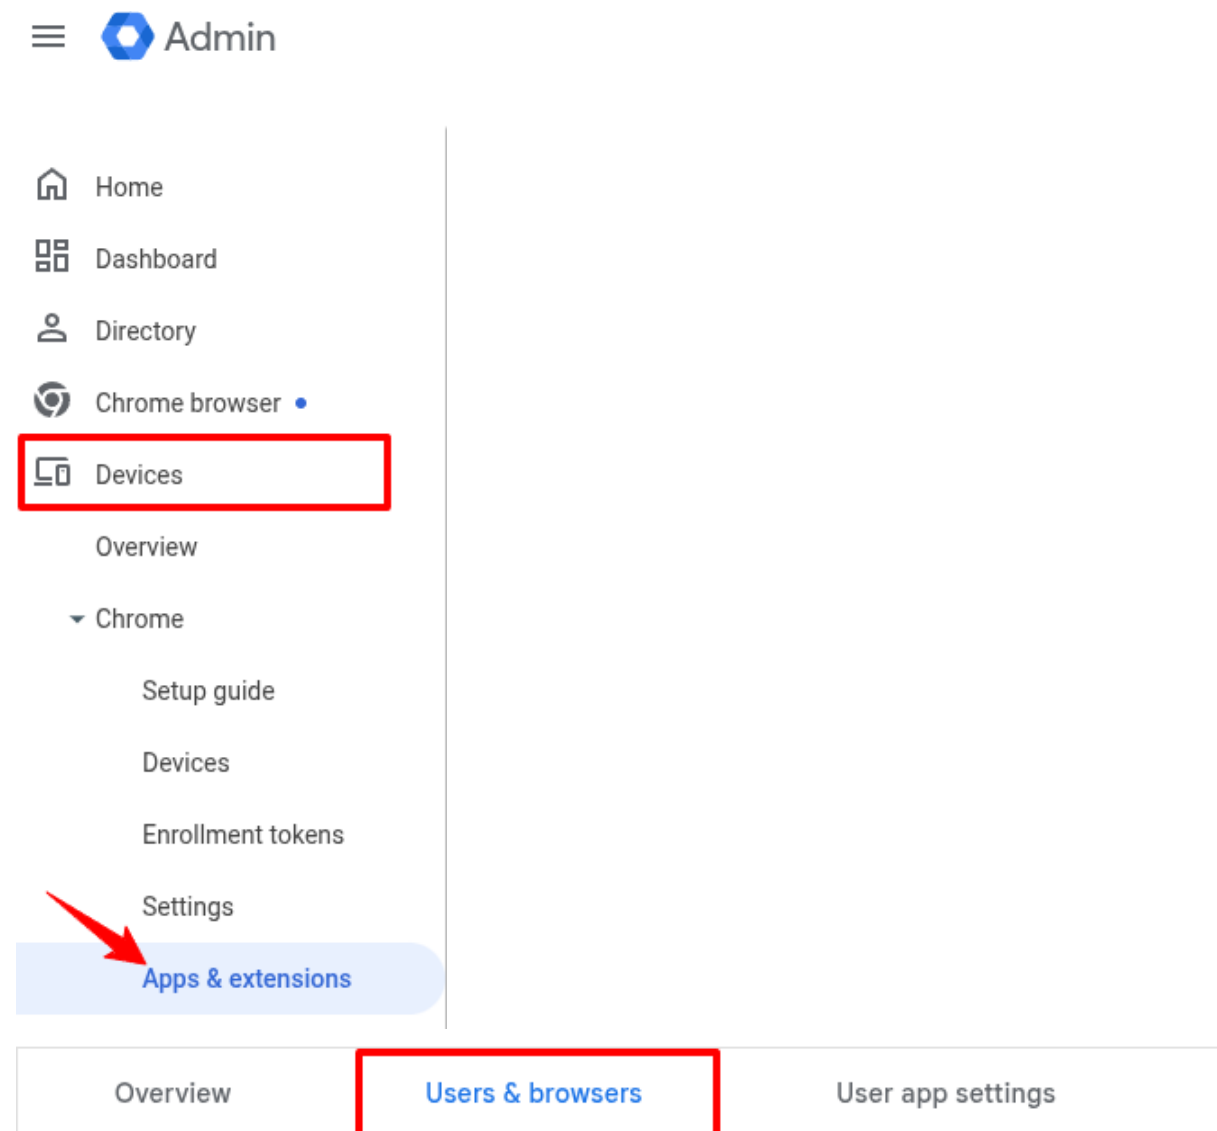 Admin
Home
Dashboard
Directory
Chrome browser
Devices
Overview
Chrome
Setup guide
Devices
Enrollment tokens
Settings
Apps & extensions
Overview Users & browsers User app settings